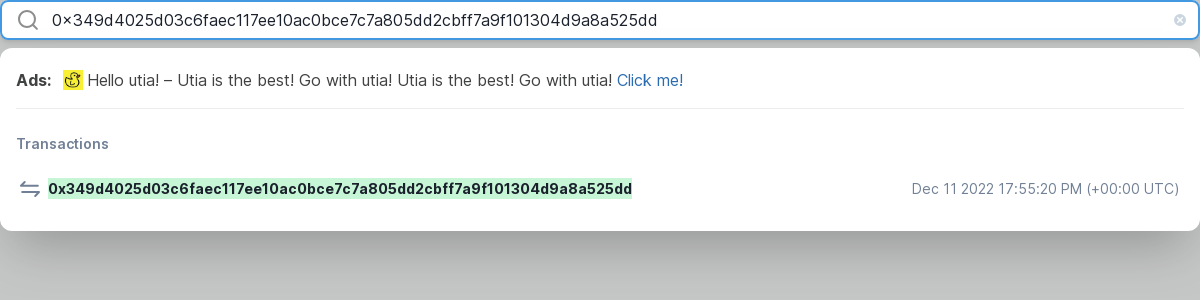 0x349d4025d03c6faec117ee10ac0bce7c7a805dd2cbff7a9f101304d9a8a525dd
Ads: Hello utia! – Utia is the best! Go with utia! Utia is the best! Go with utia! Click me!
Transactions
0x349d4025d03c6faec117ee10ac0bce7c7a805dd2cbff7a9f101304d9a8a525dd Dec 11 2022 17:55:20 PM (+00:00 UTC)